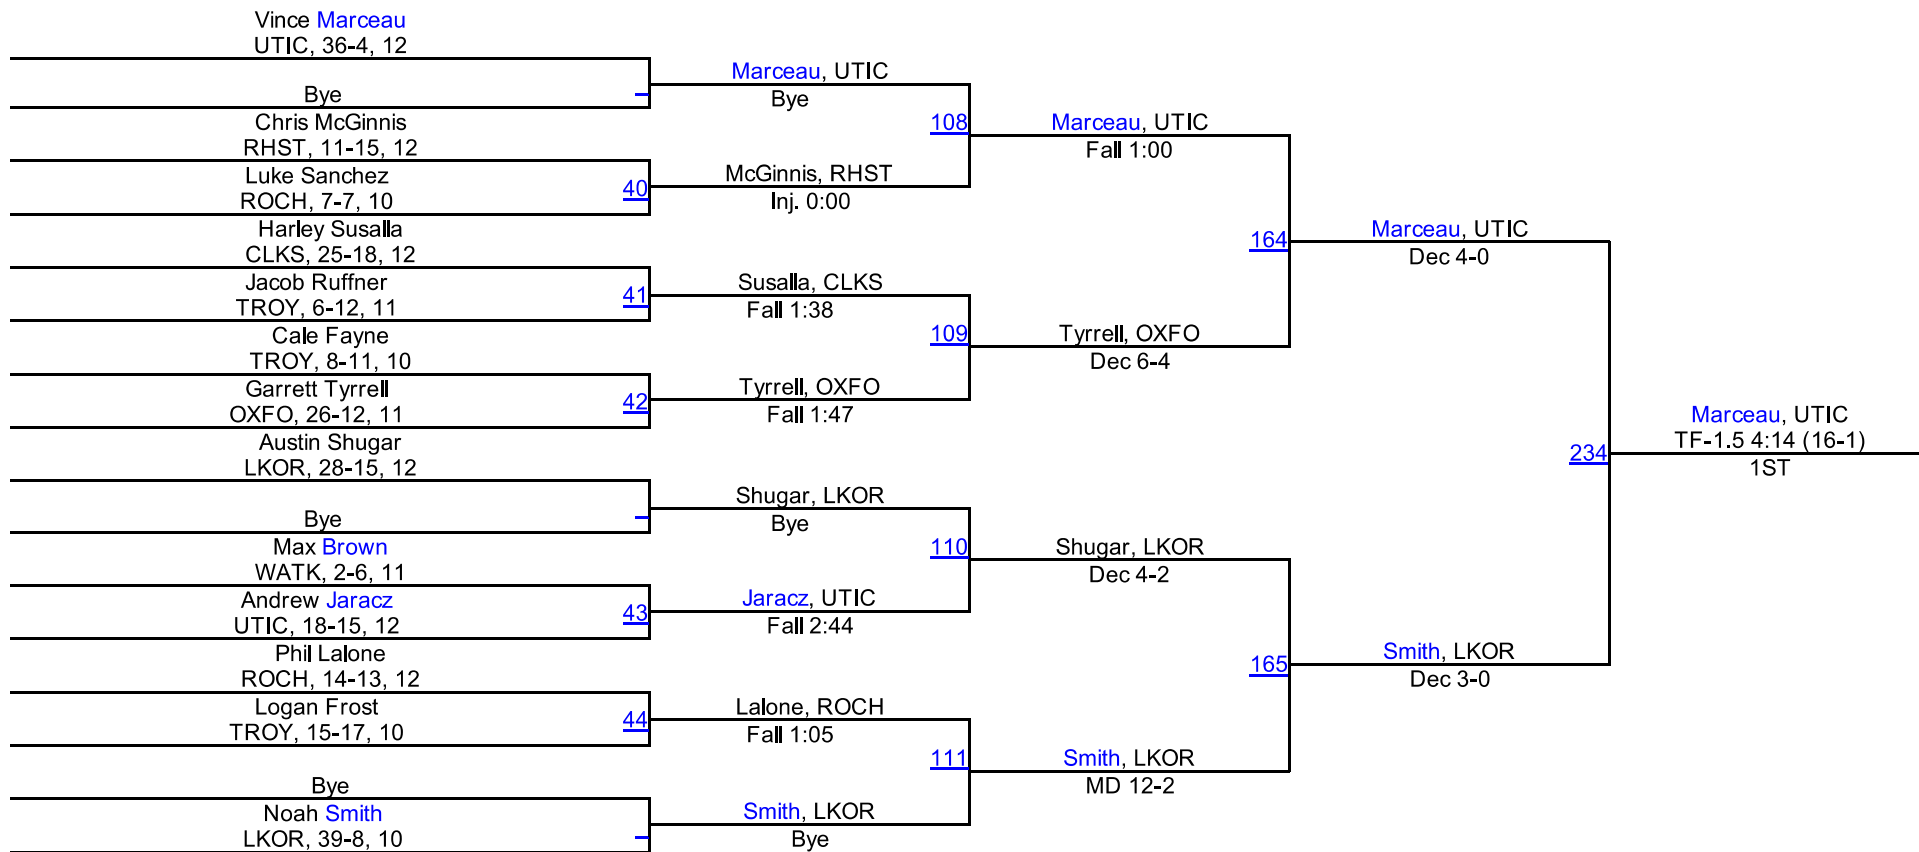 Vince Marceau
UTIC, 36-4, 12
Bye
Chris McGinnis
RHST, 11-15, 12
Luke Sanchez
ROCH, 7-7, 10
40
Harley Susalla
CLKS, 25-18, 12
Jacob Ruffner
TROY, 6-12, 11
41
Cale Fayne
TROY, 8-11, 10
Garrett Tyrrell
OXFO, 26-12, 11
42
Austin Shugar
LKOR, 28-15, 12
Bye
Max Brown
WATK, 2-6, 11
Andrew Jaracz
UTIC, 18-15, 12
43
Phil Lalone
ROCH, 14-13, 12
Logan Frost
TROY, 15-17, 10
44
Bye
Noah Smith
LKOR, 39-8, 10
Marceau, UTIC
Bye
108
McGinnis, RHST
Inj. 0:00
Susalla, CLKS
Fall 1:38
109
Tyrrell, OXFO
Fall 1:47
Shugar, LKOR
Bye
110
Jaracz, UTIC
Fall 2:44
Lalone, ROCH
Fall 1:05
111
Smith, LKOR
Bye
Marceau, UTIC
Fall 1:00
164
Tyrrell, OXFO
Dec 6-4
Shugar, LKOR
Dec 4-2
165
Smith, LKOR
MD 12-2
Marceau, UTIC
Dec 4-0
234
Smith, LKOR
Dec 3-0
Marceau, UTIC
TF-1.5 4:14 (16-1)
1ST